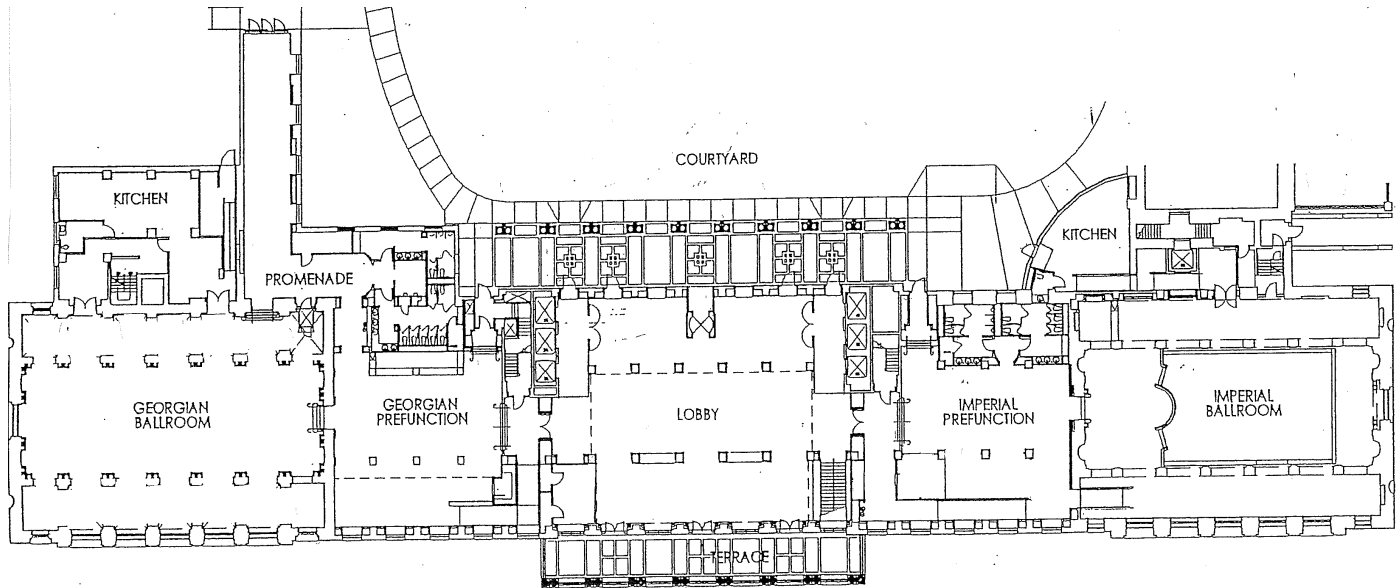 COURTYARD
KITCHEN
KITCHEN
PROMENADE
GEORGIAN
BALLROOM
GEORGIAN
PREFUNCTION
LOBBY
IMPERIAL
PREFUNCTION
IMPERIAL
BALLROOM
TERRACE